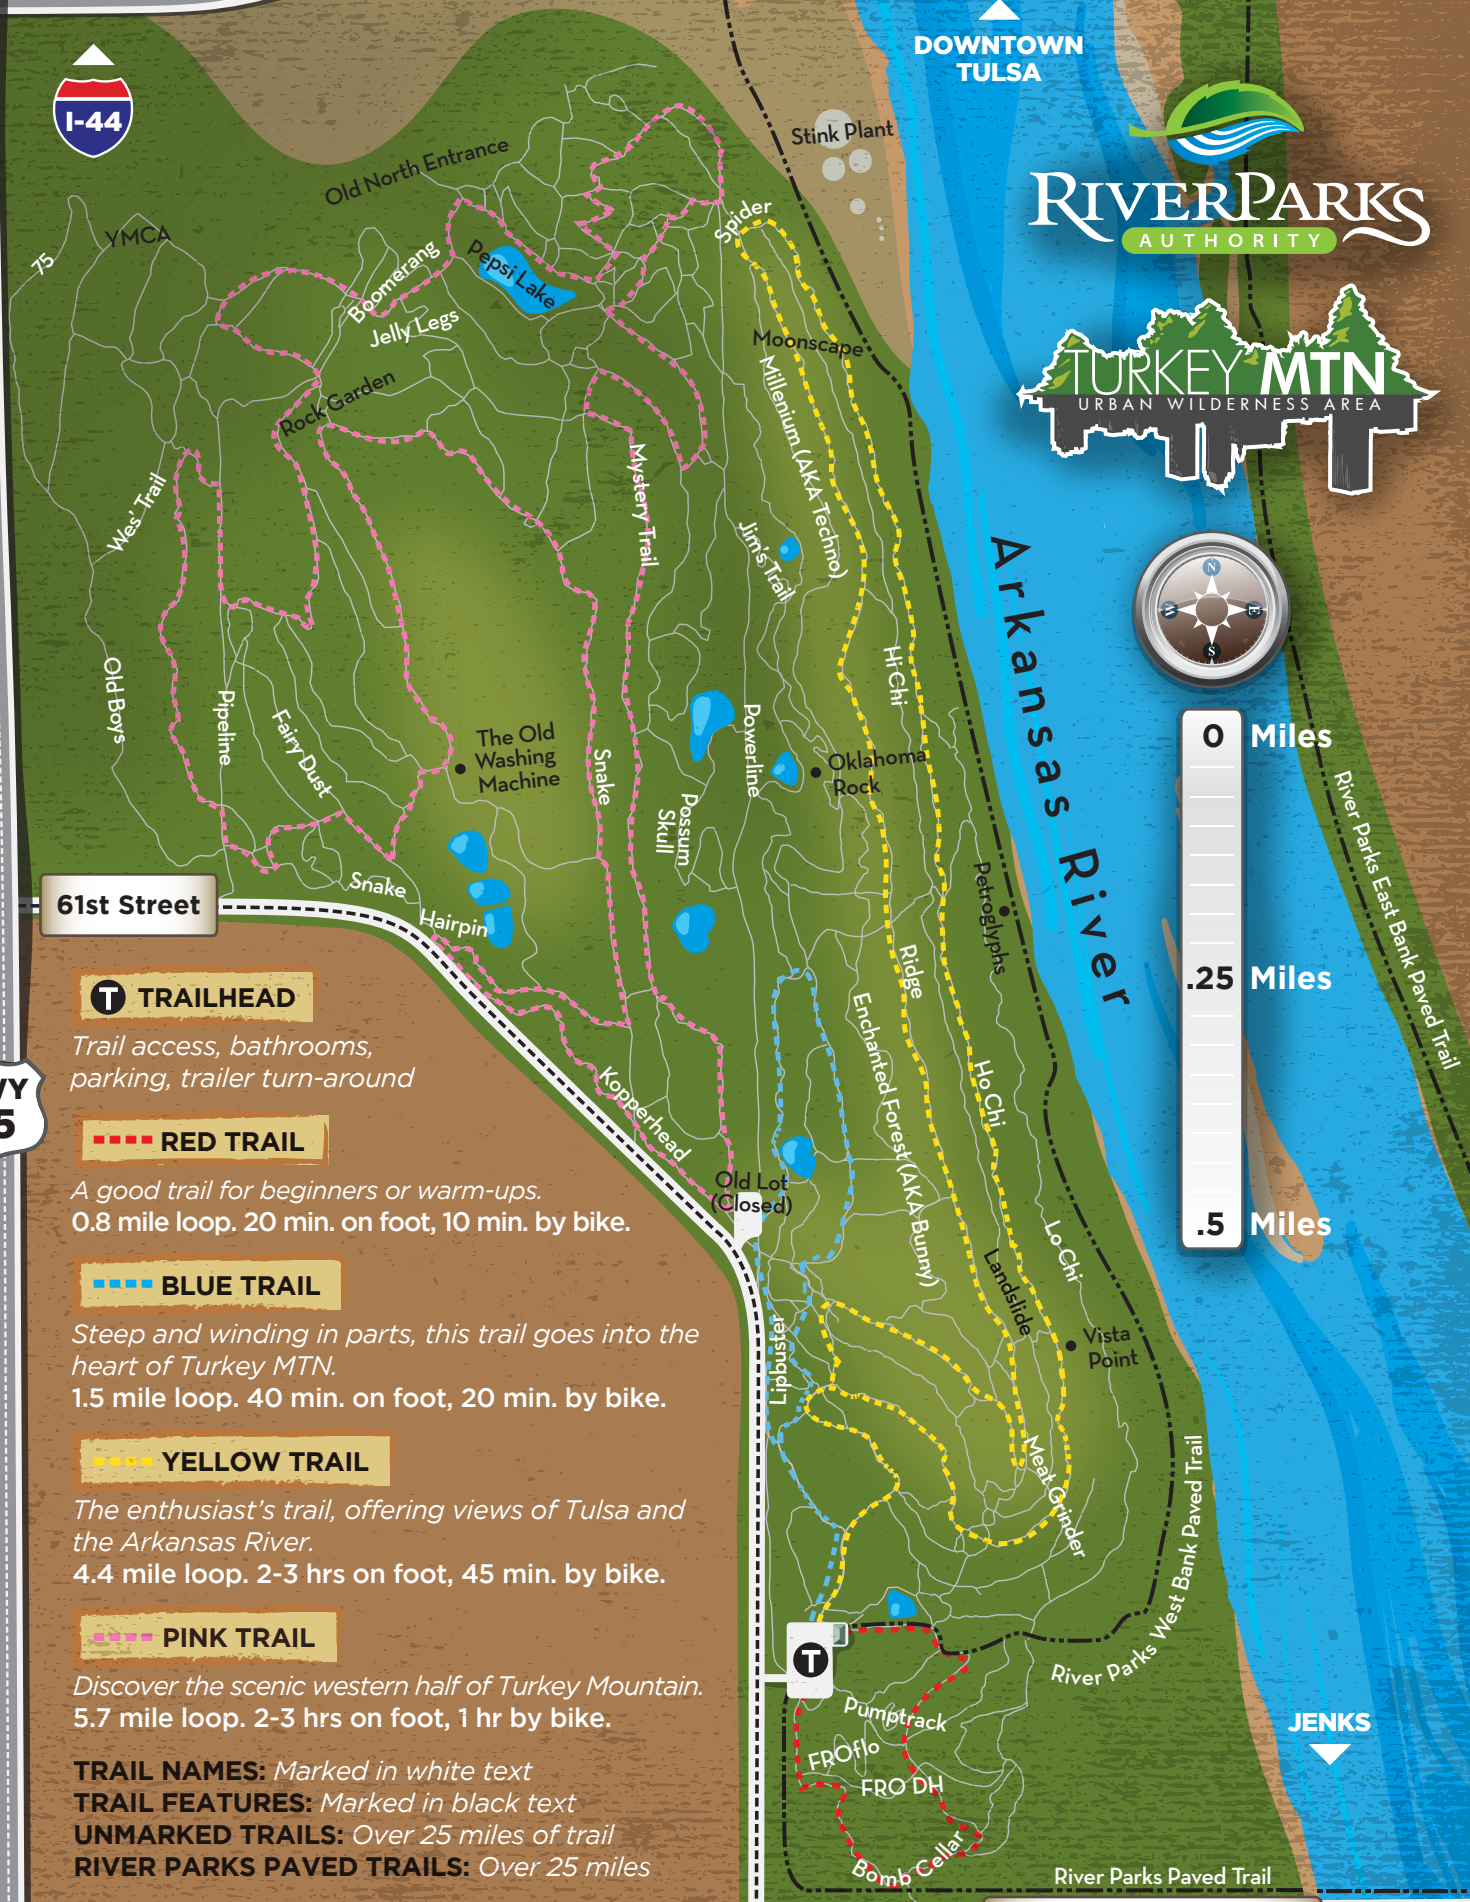 DOWNTOWN
TULSA
I-44
Stink Plant
RIVERPARKS
AUTHORITY
Old North Entrance
YMCA
75
Boomerang
Pepsi Lake
Jelly Legs
Spider
Moonscape
TURKEY MTN
URBAN WILDERNESS AREA
Rock Garden
Millenium (AKA Techno)
Mystery Trail
Wes' Trail
Jim's Trail
Arkansas River
N
E
S
W
Old Boys
Pipeline
Fairy Dust
The Old
Washing
Machine
Snake
Hi Chi
Powerline
Oklahoma
Rock
Possum
Skull
Petroglyphs
0 Miles
.25 Miles
.5 Miles
River Parks East Bank Paved Trail
61st Street
Snake
Hairpin
Ridge
Enchanted Forest (AKA Bunny)
Ho Chi
Kopperhead
Old Lot
(Closed)
Lo Chi
Landslide
Vista
Point
Lipbuster
Meat Grinder
River Parks West Bank Paved Trail
T
Pumptrack
FROflo
FRO DH
Bomb Cellar
River Parks Paved Trail
JENKS
T TRAILHEAD
Trail access, bathrooms,
parking, trailer turn-around
5
RED TRAIL
A good trail for beginners or warm-ups.
0.8 mile loop. 20 min. on foot, 10 min. by bike.
BLUE TRAIL
Steep and winding in parts, this trail goes into the
heart of Turkey MTN.
1.5 mile loop. 40 min. on foot, 20 min. by bike.
YELLOW TRAIL
The enthusiast's trail, offering views of Tulsa and
the Arkansas River.
4.4 mile loop. 2-3 hrs on foot, 45 min. by bike.
PINK TRAIL
Discover the scenic western half of Turkey Mountain.
5.7 mile loop. 2-3 hrs on foot, 1 hr by bike.
TRAIL NAMES: Marked in white text
TRAIL FEATURES: Marked in black text
UNMARKED TRAILS: Over 25 miles of trail
RIVER PARKS PAVED TRAILS: Over 25 miles